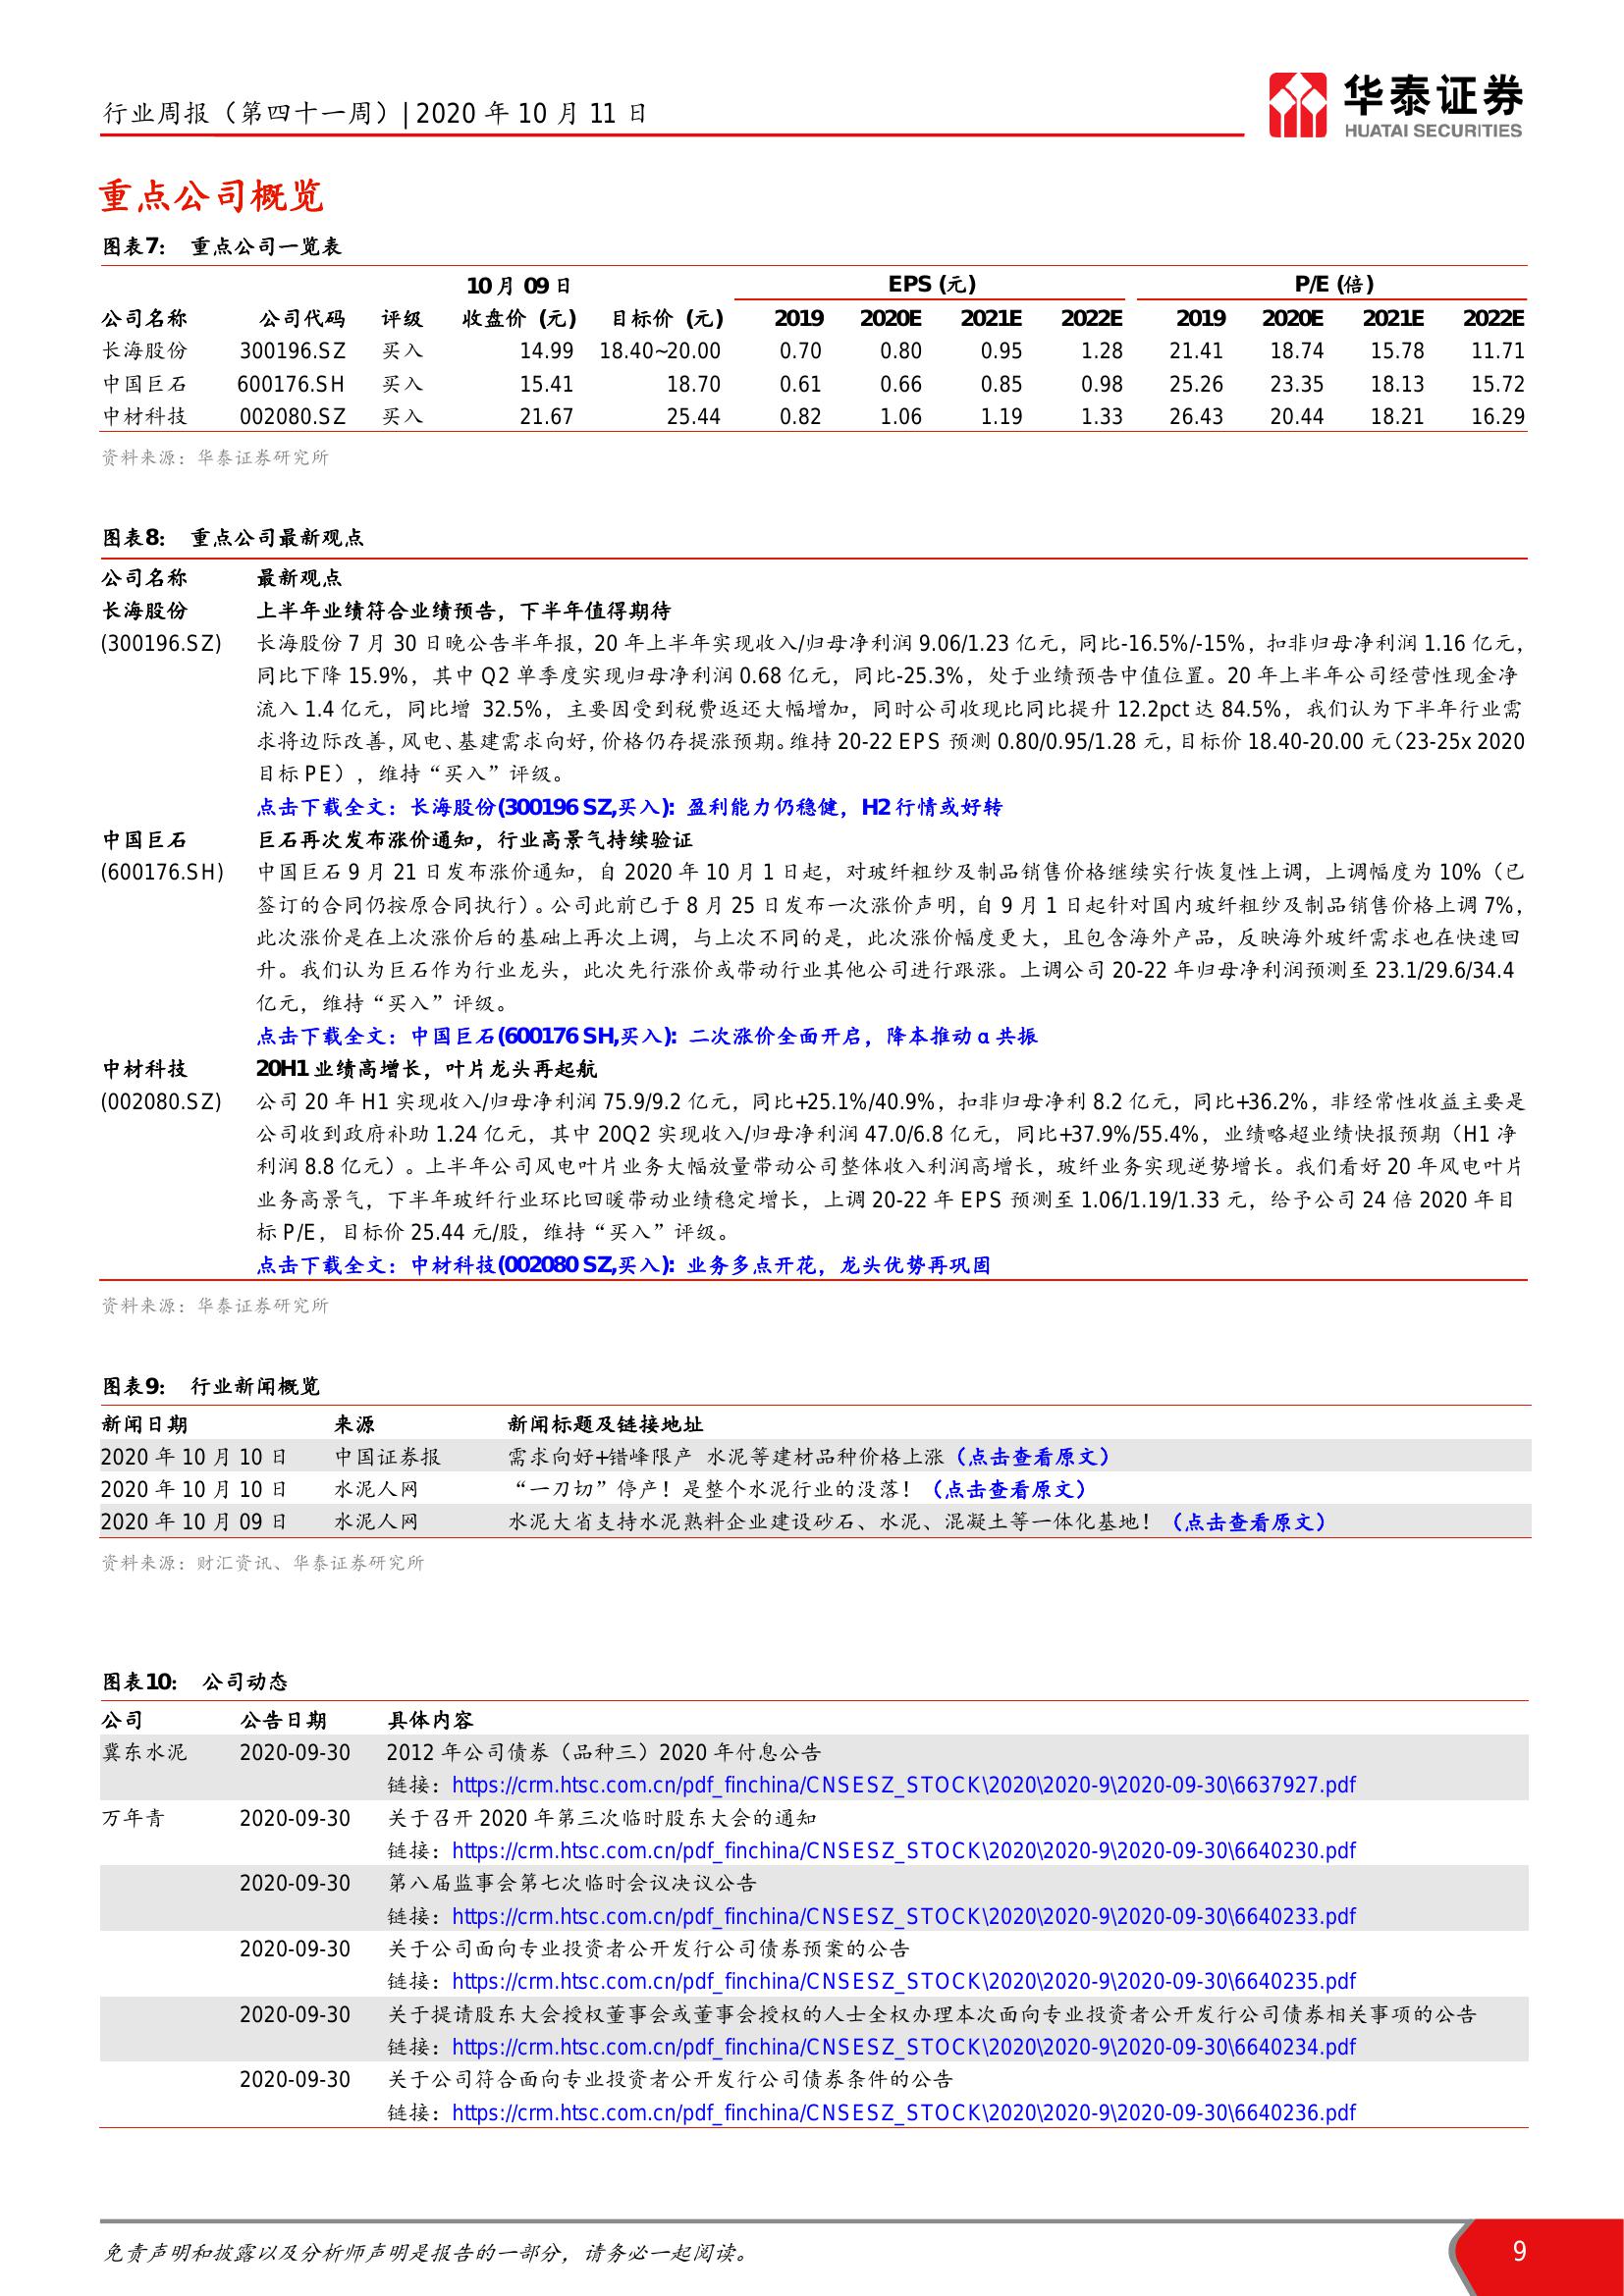 行业周报（第四十一周）| 2020 年 10 月 11 日
华泰证券
HUATAI SECURITIES
重点公司概览
图表7： 重点公司一览表
10 月 09 日 EPS (元) P/E (倍)
公司名称 公司代码 评级 收盘价 (元) 目标价 (元) 2019 2020E 2021E 2022E 2019 2020E 2021E 2022E
长海股份 300196.SZ 买入 14.99 18.40~20.00 0.70 0.80 0.95 1.28 21.41 18.74 15.78 11.71
中国巨石 600176.SH 买入 15.41 18.70 0.61 0.66 0.85 0.98 25.26 23.35 18.13 15.72
中材科技 002080.SZ 买入 21.67 25.44 0.82 1.06 1.19 1.33 26.43 20.44 18.21 16.29
资料来源：华泰证券研究所
图表8： 重点公司最新观点
公司名称 最新观点
长海股份 上半年业绩符合业绩预告，下半年值得期待
(300196.SZ) 长海股份 7 月 30 日晚公告半年报，20 年上半年实现收入/归母净利润 9.06/1.23 亿元，同比-16.5%/-15%，扣非归母净利润 1.16 亿元，
同比下降 15.9%，其中 Q2 单季度实现归母净利润 0.68 亿元，同比-25.3%，处于业绩预告中值位置。20 年上半年公司经营性现金净
流入 1.4 亿元，同比增 32.5%，主要因受到税费返还大幅增加，同时公司收现比同比提升 12.2pct 达 84.5%，我们认为下半年行业需
求将边际改善，风电、基建需求向好，价格仍存提涨预期。维持 20-22 EPS 预测 0.80/0.95/1.28 元，目标价 18.40-20.00 元（23-25x 2020
目标 PE），维持“买入”评级。
点击下载全文：长海股份(300196 SZ,买入): 盈利能力仍稳健，H2 行情或好转
中国巨石 巨石再次发布涨价通知，行业高景气持续验证
(600176.SH) 中国巨石 9 月 21 日发布涨价通知，自 2020 年 10 月 1 日起，对玻纤粗纱及制品销售价格继续实行恢复性上调，上调幅度为 10%（已
签订的合同仍按原合同执行）。公司此前已于 8 月 25 日发布一次涨价声明，自 9 月 1 日起针对国内玻纤粗纱及制品销售价格上调 7%，
此次涨价是在上次涨价后的基础上再次上调，与上次不同的是，此次涨价幅度更大，且包含海外产品，反映海外玻纤需求也在快速回
升。我们认为巨石作为行业龙头，此次先行涨价或带动行业其他公司进行跟涨。上调公司 20-22 年归母净利润预测至 23.1/29.6/34.4
亿元，维持“买入”评级。
点击下载全文：中国巨石(600176 SH,买入): 二次涨价全面开启，降本推动 α 共振
中材科技 20H1 业绩高增长，叶片龙头再起航
(002080.SZ) 公司 20 年 H1 实现收入/归母净利润 75.9/9.2 亿元，同比+25.1%/40.9%，扣非归母净利 8.2 亿元，同比+36.2%，非经常性收益主要是
公司收到政府补助 1.24 亿元，其中 20Q2 实现收入/归母净利润 47.0/6.8 亿元，同比+37.9%/55.4%，业绩略超业绩快报预期（H1 净
利润 8.8 亿元）。上半年公司风电叶片业务大幅放量带动公司整体收入利润高增长，玻纤业务实现逆势增长。我们看好 20 年风电叶片
业务高景气，下半年玻纤行业环比回暖带动业绩稳定增长，上调 20-22 年 EPS 预测至 1.06/1.19/1.33 元，给予公司 24 倍 2020 年目
标 P/E，目标价 25.44 元/股，维持“买入”评级。
点击下载全文：中材科技(002080 SZ,买入): 业务多点开花，龙头优势再巩固
资料来源：华泰证券研究所
图表9： 行业新闻概览
新闻日期 来源 新闻标题及链接地址
2020 年 10 月 10 日 中国证券报 需求向好+错峰限产 水泥等建材品种价格上涨（点击查看原文）
2020 年 10 月 10 日 水泥人网 “一刀切”停产！是整个水泥行业的没落！（点击查看原文）
2020 年 10 月 09 日 水泥人网 水泥大省支持水泥熟料企业建设砂石、水泥、混凝土等一体化基地！（点击查看原文）
资料来源：财汇资讯、华泰证券研究所
图表10： 公司动态
公司 公告日期 具体内容
冀东水泥 2020-09-30 2012 年公司债券（品种三）2020 年付息公告
链接：https://crm.htsc.com.cn/pdf_finchina/CNSESZ_STOCK\2020\2020-9\2020-09-30\6637927.pdf
万年青 2020-09-30 关于召开 2020 年第三次临时股东大会的通知
链接：https://crm.htsc.com.cn/pdf_finchina/CNSESZ_STOCK\2020\2020-9\2020-09-30\6640230.pdf
2020-09-30 第八届监事会第七次临时会议决议公告
链接：https://crm.htsc.com.cn/pdf_finchina/CNSESZ_STOCK\2020\2020-9\2020-09-30\6640233.pdf
2020-09-30 关于公司面向专业投资者公开发行公司债券预案的公告
链接：https://crm.htsc.com.cn/pdf_finchina/CNSESZ_STOCK\2020\2020-9\2020-09-30\6640235.pdf
2020-09-30 关于提请股东大会授权董事会或董事会授权的人士全权办理本次面向专业投资者公开发行公司债券相关事项的公告
链接：https://crm.htsc.com.cn/pdf_finchina/CNSESZ_STOCK\2020\2020-9\2020-09-30\6640234.pdf
2020-09-30 关于公司符合面向专业投资者公开发行公司债券条件的公告
链接：https://crm.htsc.com.cn/pdf_finchina/CNSESZ_STOCK\2020\2020-9\2020-09-30\6640236.pdf
免责声明和披露以及分析师声明是报告的一部分，请务必一起阅读。 9